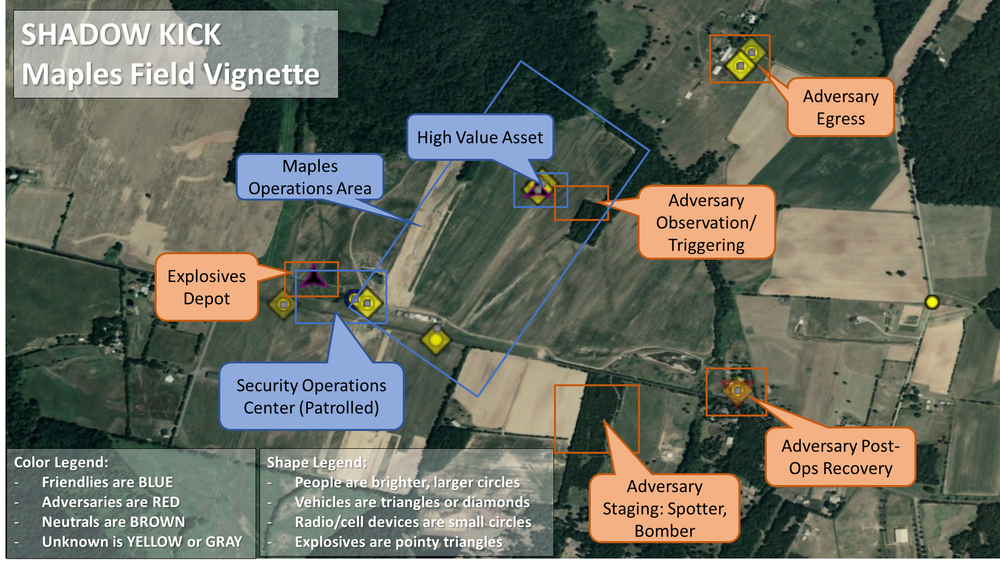 SHADOW KICK
Maples Field Vignette
Adversary
Egress
High Value Asset
Maples
Operations Area
Adversary
Observation/
Triggering
Explosives
Depot
Security Operations
Center (Patrolled)
Adversary Post-
Ops Recovery
Adversary
Staging: Spotter,
Bomber
Color Legend:
- Friendlies are BLUE
- Adversaries are RED
- Neutrals are BROWN
- Unknown is YELLOW or GRAY
Shape Legend:
- People are brighter, larger circles
- Vehicles are triangles or diamonds
- Radio/cell devices are small circles
- Explosives are pointy triangles